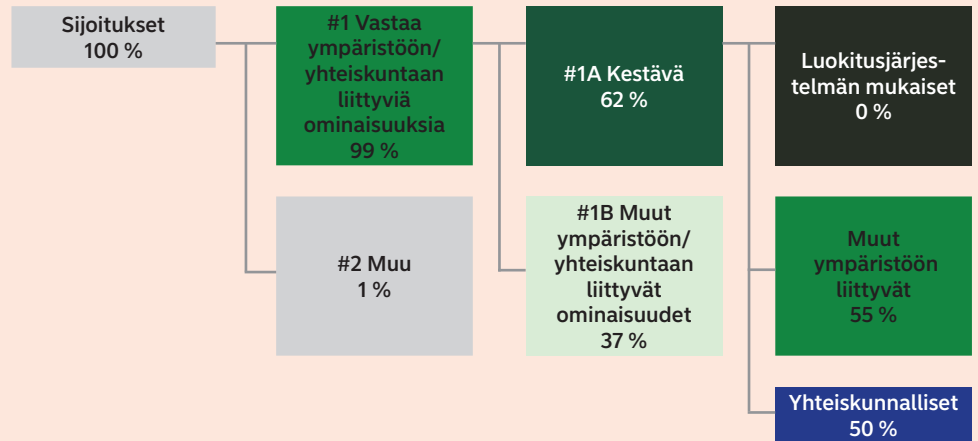 Sijoitukset
100 %
#1 Vastaa
ympäristöön/
yhteiskuntaan
liittyviä
ominaisuuksia
99 %
#1A Kestävä
62 %
Luokitusjärjes-
telmän mukaiset
0 %
#2 Muu
1 %
#1B Muut
ympäristöön/
yhteiskuntaan
liittyvät
ominaisuudet
37 %
Muut
ympäristöön
liittyvät
55 %
Yhteiskunnalliset
50 %